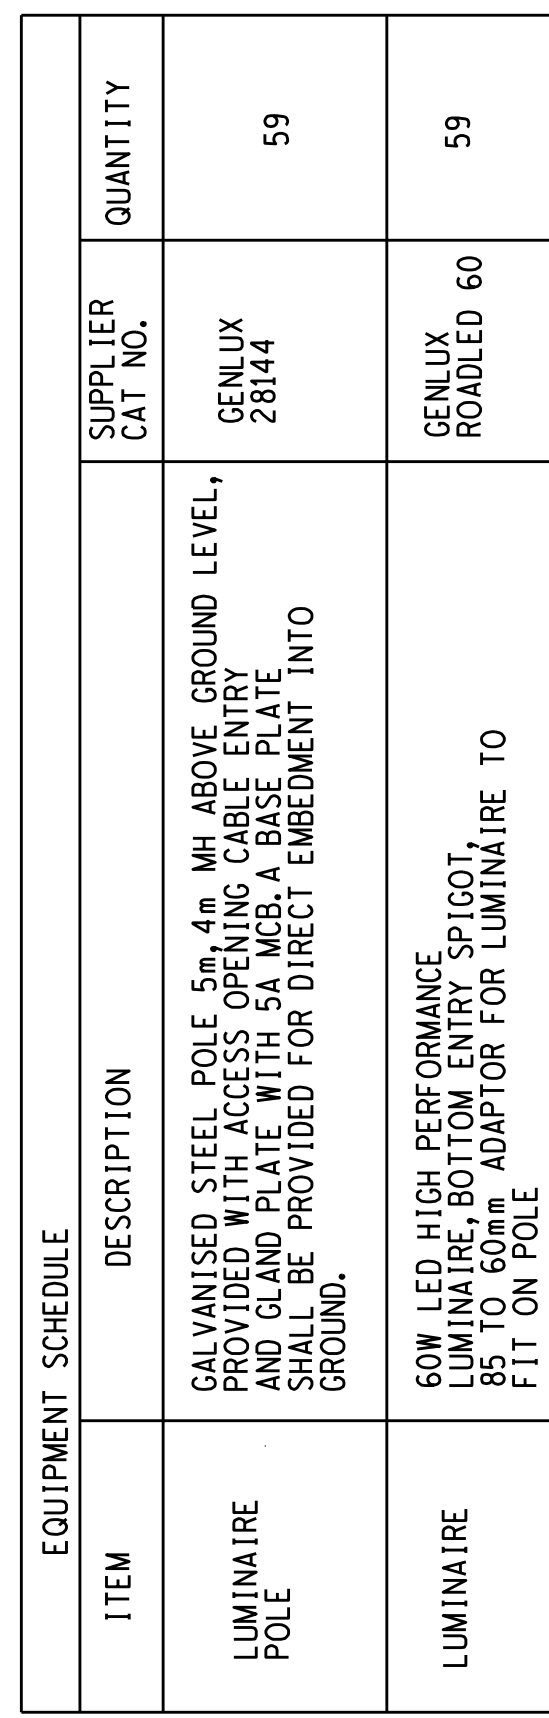 EQUIPMENT SCHEDULE
ITEM
DESCRIPTION
SUPPLIER
CAT NO.
QUANTITY
LUMINAIRE
POLE
GALVANISED STEEL POLE 5m, 4m MH ABOVE GROUND LEVEL,
PROVIDED WITH ACCESS OPENING CABLE ENTRY
AND GLAND PLATE WITH 5A MCB. A BASE PLATE
SHALL BE PROVIDED FOR DIRECT EMBEDMENT INTO
GROUND.
GENLUX
28144
59
LUMINAIRE
60W LED HIGH PERFORMANCE
LUMINAIRE, BOTTOM ENTRY SPIGOT,
85 TO 60mm ADAPTOR FOR LUMINAIRE TO
FIT ON POLE
GENLUX
ROADLED 60
59